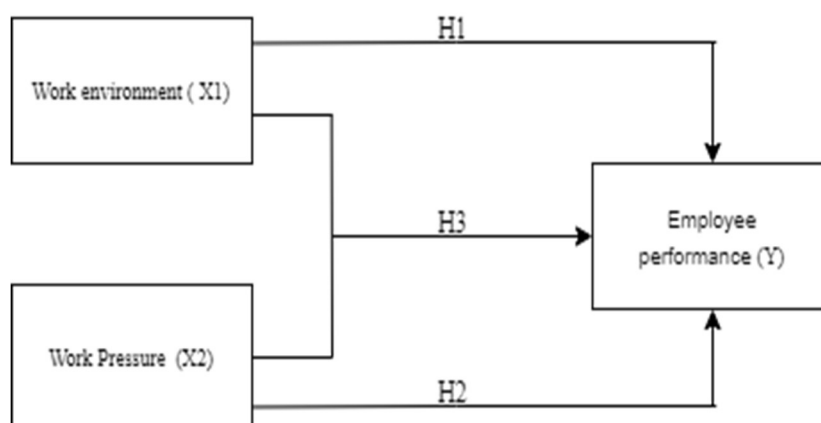 H1
Work environment ( X1)
H3
Employee
performance (Y)
Work Pressure (X2)
H2